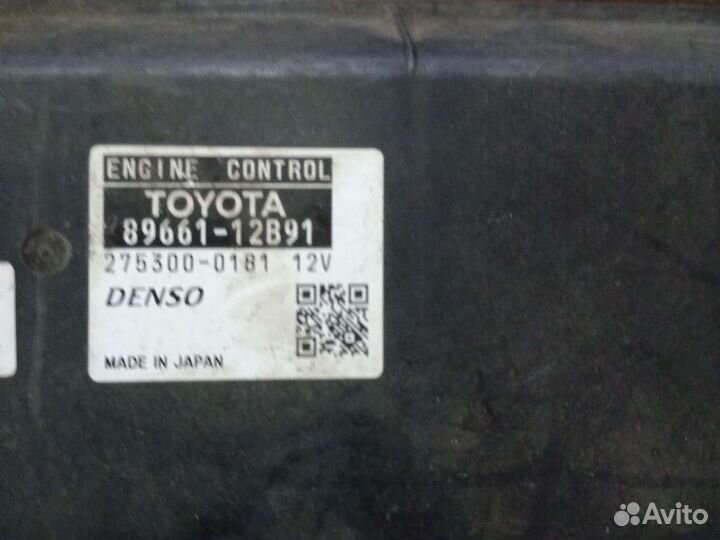 ENGINE CONTROL
TOYOTA
89661-12B91
275300-0181 12V
DENSO
MADE IN JAPAN
Avito